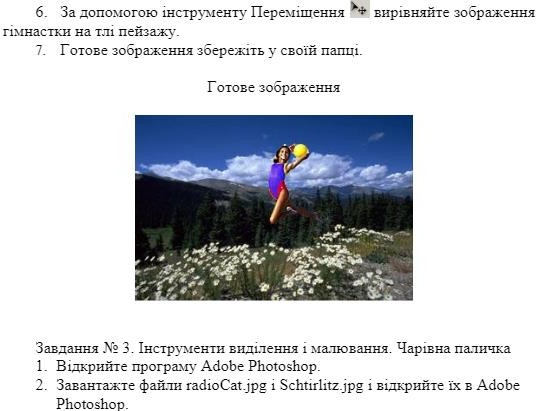 6. За допомогою інструменту Переміщення вирівняйте зображення
гімнастки на тлі пейзажу.
7. Готове зображення збережіть у своїй папці.
Готове зображення
Завдання № 3. Інструменти виділення і малювання. Чарівна паличка
1. Відкрийте програму Adobe Photoshop.
2. Завантажте файли radioCat.jpg і Schtirlitz.jpg і відкрийте їх в Adobe
Photoshop.